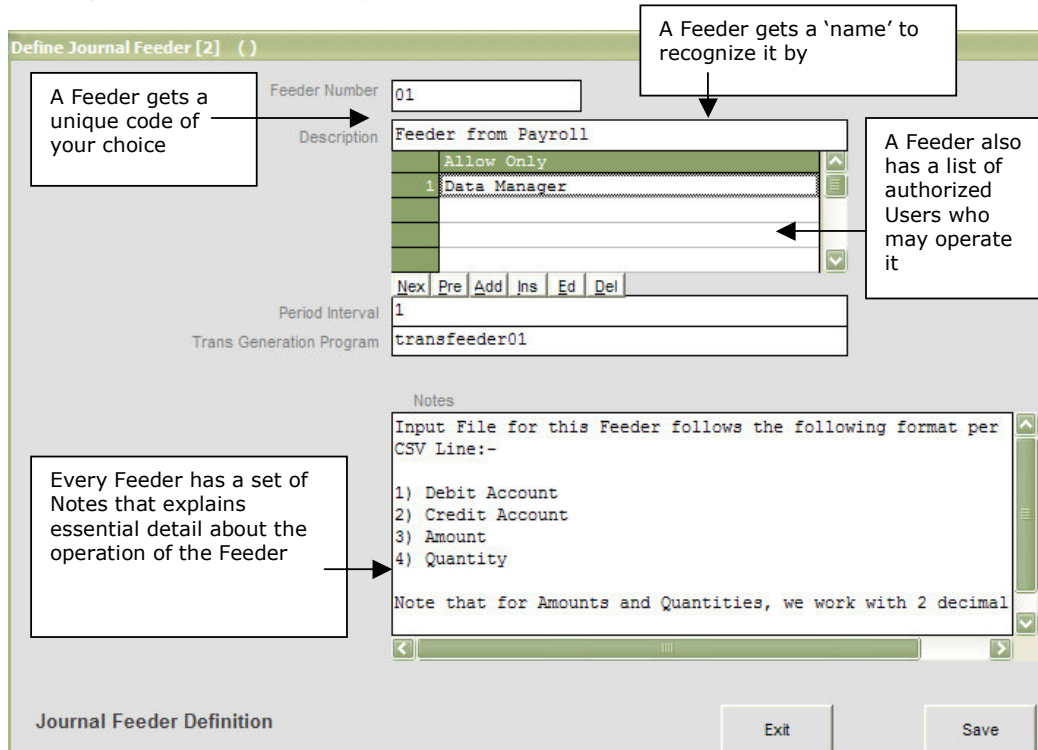 A Feeder gets a ‘name’ to
recognize it by
Define Journal Feeder [2] ( )
A Feeder gets a
unique code of
your choice
Feeder Number
01
Description
Feeder from Payroll
Allow Only
1 Data Manager
A Feeder also
has a list of
authorized
Users who
may operate
it
Nex Pre Add Ins Ed Del
Period Interval
1
Trans Generation Program
transfeeder01
Notes
Input File for this Feeder follows the following format per
CSV Line:-
1) Debit Account
2) Credit Account
3) Amount
4) Quantity
Note that for Amounts and Quantities, we work with 2 decimal
Every Feeder has a set of
Notes that explains
essential detail about the
operation of the Feeder
Journal Feeder Definition
Exit
Save